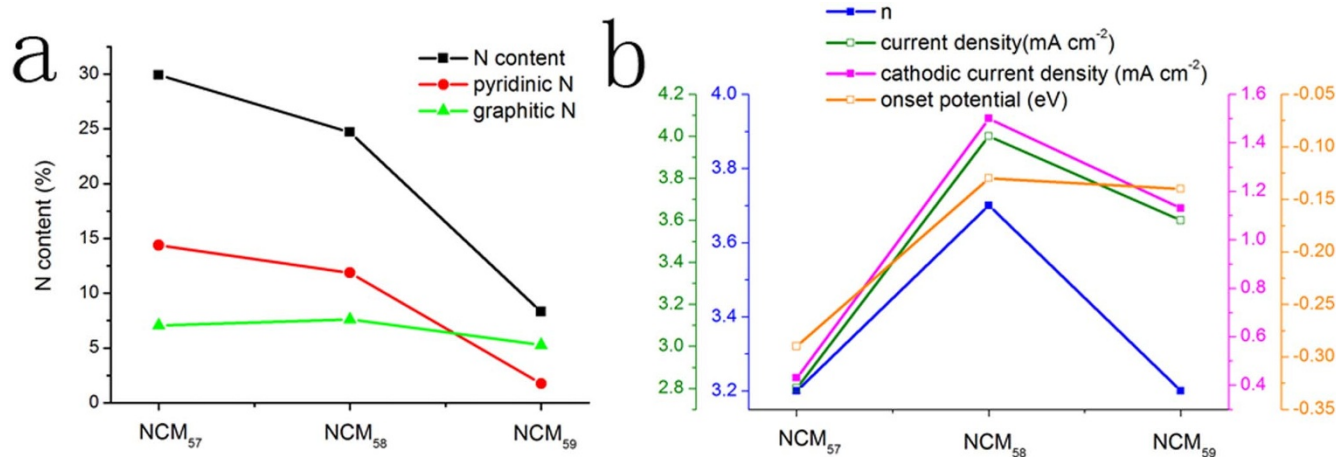 a
N content
pyridinic N
graphitic N
N content (%)
30
25
20
15
10
5
0
NCM₅₇
NCM₅₈
NCM₅₉
b
n
current density(mA cm⁻²)
cathodic current density (mA cm⁻²)
onset potential (eV)
4.2
4.0
3.8
3.6
3.4
3.2
3.0
2.8
4.0
3.8
3.6
3.4
3.2
1.6
1.4
1.2
1.0
0.8
0.6
0.4
-0.05
-0.10
-0.15
-0.20
-0.25
-0.30
-0.35
NCM₅₇
NCM₅₈
NCM₅₉